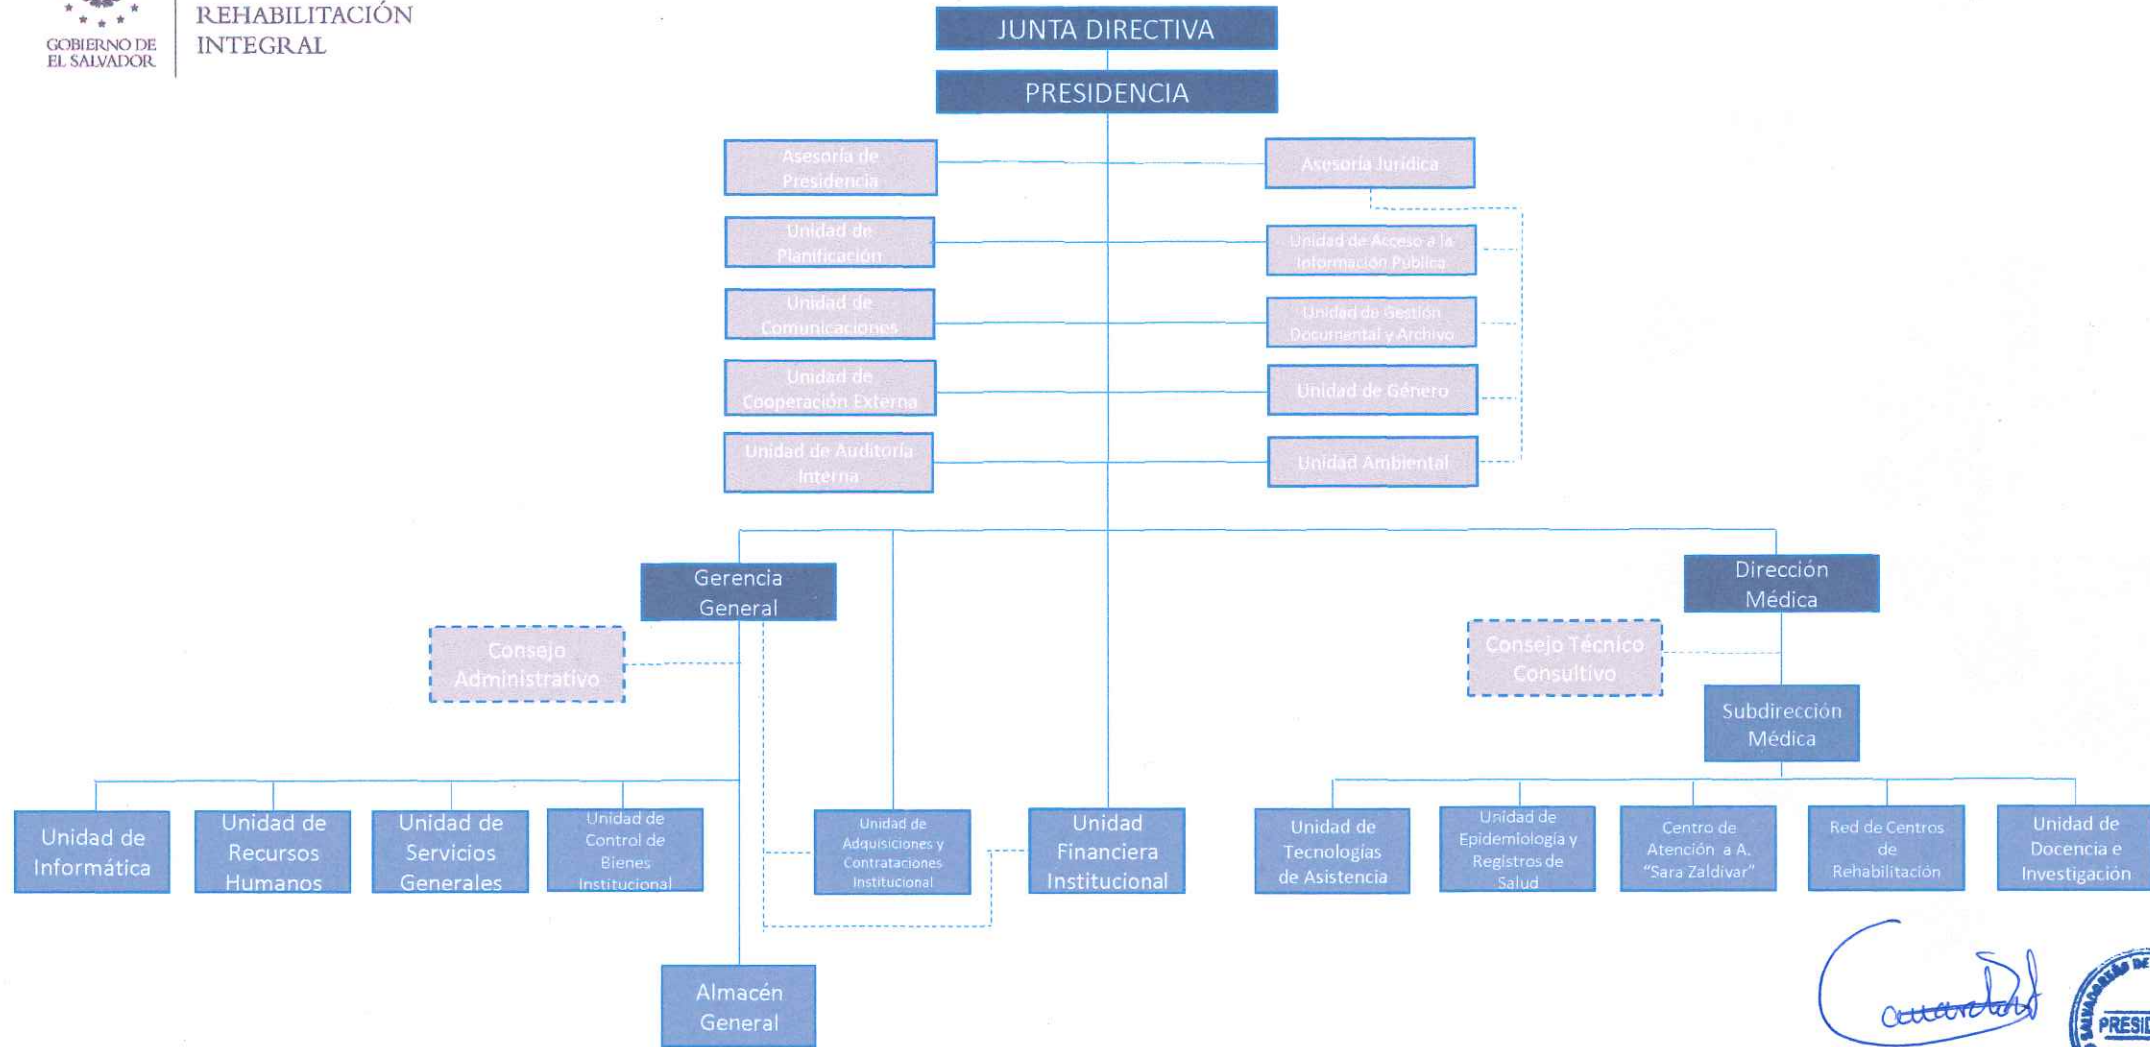 REHABILITACIÓN
INTEGRAL
GOBIERNO DE
EL SALVADOR
JUNTA DIRECTIVA
PRESIDENCIA
Asesoría de
Presidencia
Asesoría Jurídica
Unidad de
Planificación
Unidad de Acceso a la
Información Pública
Unidad de
Comunicaciones
Unidad de Gestión
Documental y Archivo
Unidad de
Cooperación Externa
Unidad de Género
Unidad de Auditoría
Interna
Unidad Ambiental
Gerencia
General
Dirección
Médica
Consejo
Administrativo
Consejo Técnico
Consultivo
Subdirección
Médica
Unidad de
Informática
Unidad de
Recursos
Humanos
Unidad de
Servicios
Generales
Unidad de
Control de
Bienes
Institucional
Unidad de
Adquisiciones y
Contrataciones
Institucional
Unidad
Financiera
Institucional
Unidad de
Tecnologías
de Asistencia
Unidad de
Epidemiología y
Registros de
Salud
Centro de
Atención a A.
“Sara Zaldívar”
Red de Centros
de
Rehabilitación
Unidad de
Docencia e
Investigación
Almacén
General
SALVADOREÑO DE
PRESID